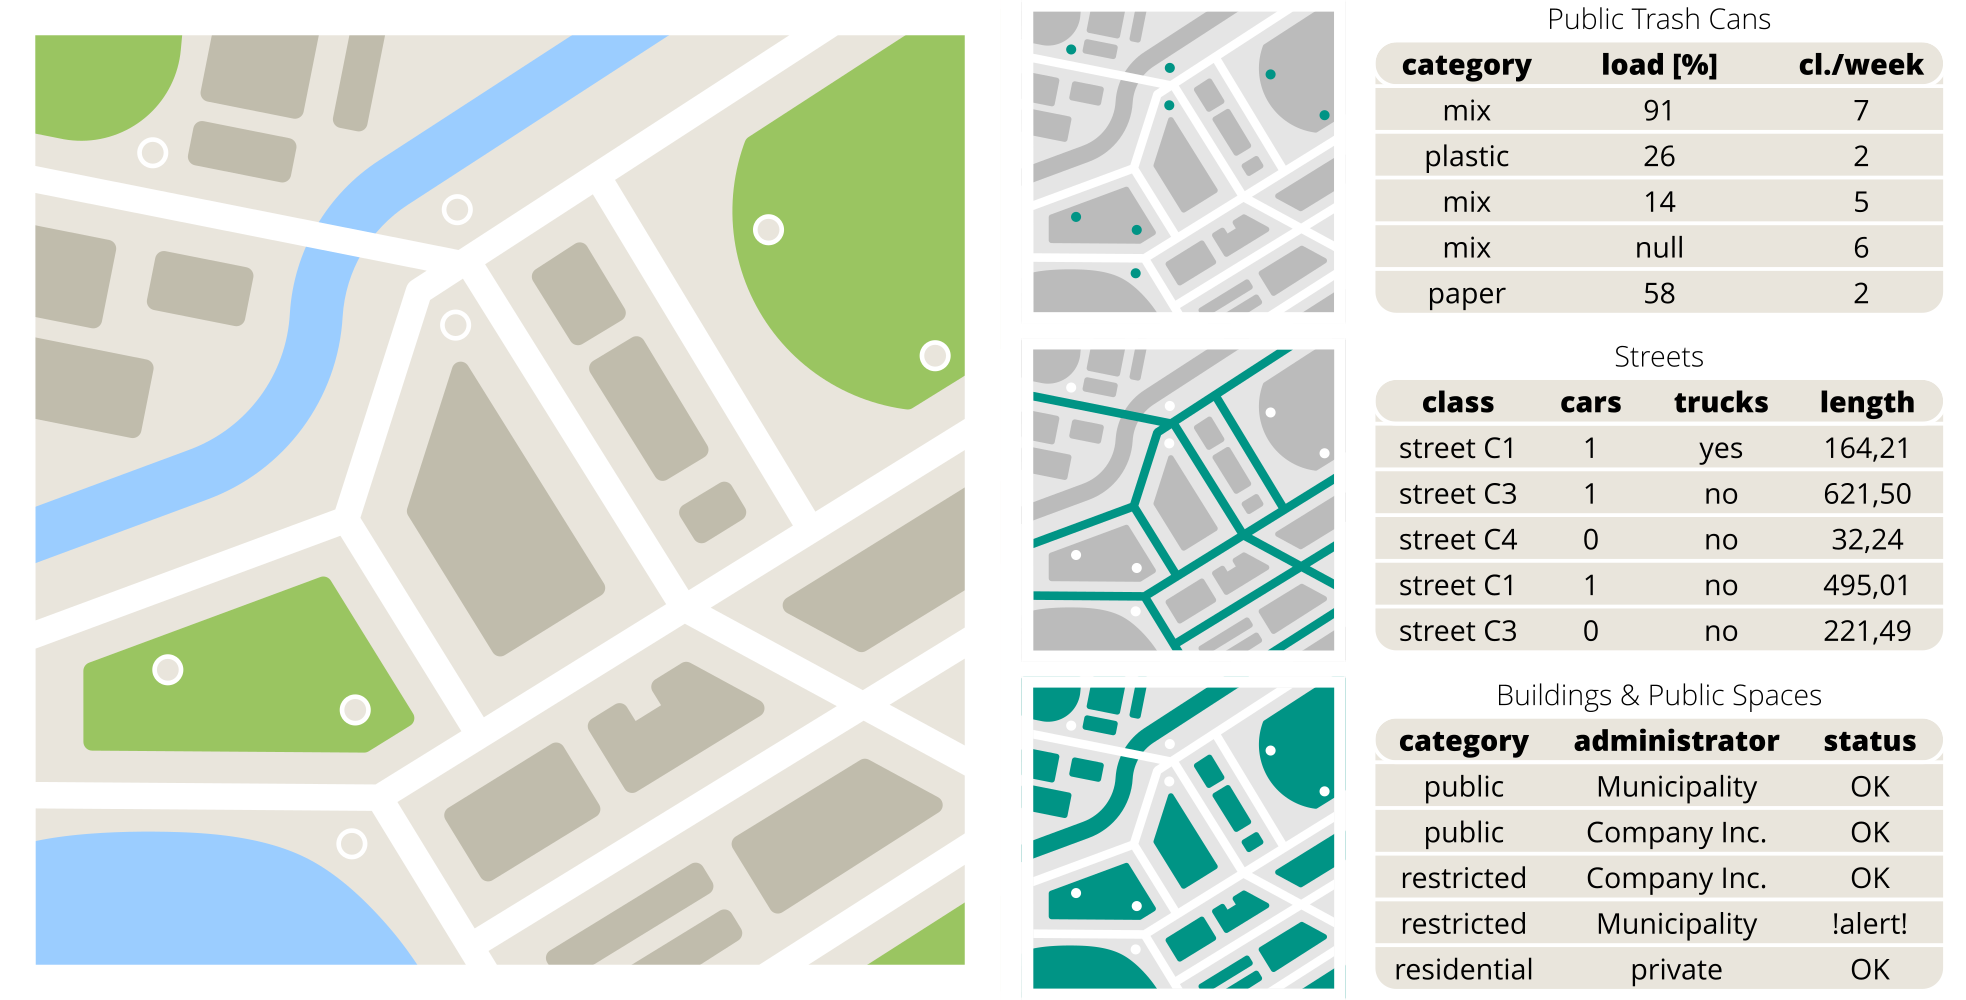 Public Trash Cans
category load [%] cl./week
mix 91 7
plastic 26 2
mix 14 5
mix null 6
paper 58 2
Streets
class cars trucks length
street C1 1 yes 164,21
street C3 1 no 621,50
street C4 0 no 32,24
street C1 1 no 495,01
street C3 0 no 221,49
Buildings & Public Spaces
category administrator status
public Municipality OK
public Company Inc. OK
restricted Company Inc. OK
restricted Municipality !alert!
residential private OK